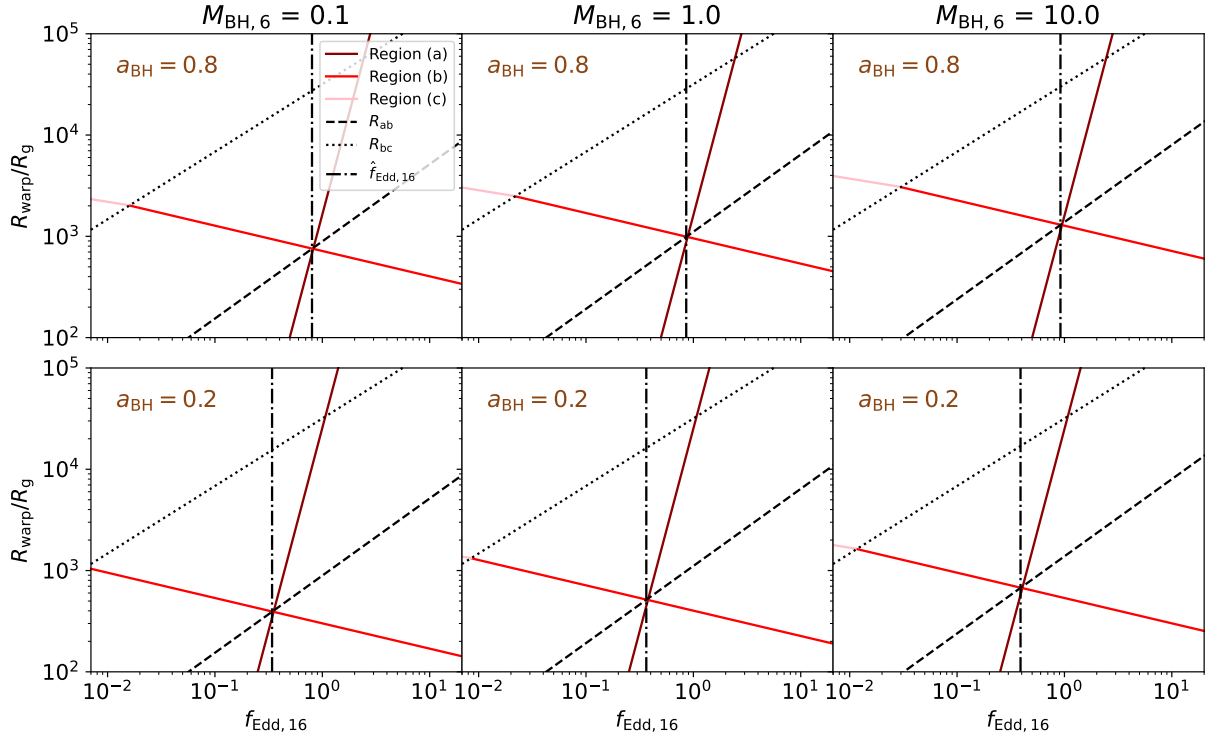 M_BH, 6 = 0.1 M_BH, 6 = 1.0 M_BH, 6 = 10.0
10^5
10^4
10^3
10^2
R_warp/R_g
a_BH = 0.8
Region (a)
Region (b)
Region (c)
R_ab
R_bc
f̂_Edd, 16
a_BH = 0.8
a_BH = 0.8
10^5
10^4
10^3
10^2
R_warp/R_g
a_BH = 0.2
a_BH = 0.2
a_BH = 0.2
10^−2 10^−1 10^0 10^1 10^−2 10^−1 10^0 10^1 10^−2 10^−1 10^0 10^1
f_Edd, 16 f_Edd, 16 f_Edd, 16